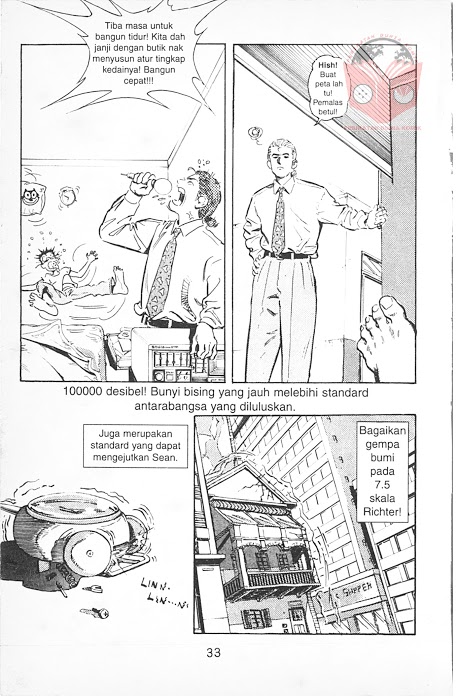 Tiba masa untuk
bangun tidur! Kita dah
janji dengan butik nak
menyusun atur tingkap
kedainya! Bangun
cepat!!!
Hish!
Buat
peta lah
tu!
Pemalas
betul!
100000 desibel! Bunyi bising yang jauh melebihi standard
antarabangsa yang diluluskan.
Juga merupakan
standard yang dapat
mengejutkan Sean.
Bagaikan
gempa
bumi
pada
7.5
skala
Richter!
33